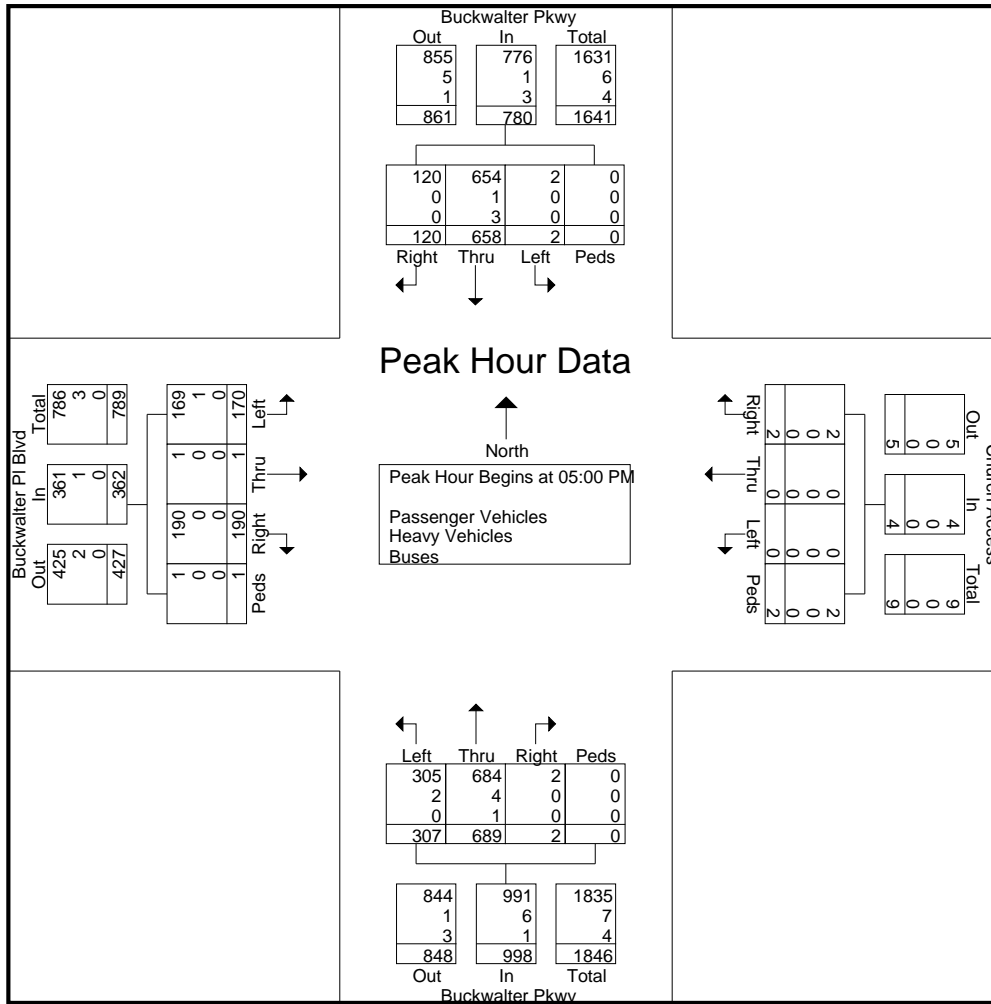 Buckwalter Pkwy
Out In Total
855 776 1631
5 1 6
1 3 4
861 780 1641
120 654 2 0
0 1 0 0
0 3 0 0
120 658 2 0
Right Thru Left Peds
Peak Hour Data
North
Peak Hour Begins at 05:00 PM
Passenger Vehicles
Heavy Vehicles
Buses
Buckwalter Pl Blvd
Out In Total
425 361 786
2 1 3
0 0 0
427 362 789
169 1 190 1
1 0 0 0
0 0 0 0
170 1 190 1
Left Thru Right Peds
Right Thru Left Peds
2 0 0 2
0 0 0 0
0 0 0 0
2 0 0 2
Out In Total
5 4 9
0 0 0
0 0 0
5 4 9
Church Access
Left Thru Right Peds
305 684 2 0
2 4 0 0
0 1 0 0
307 689 2 0
844 991 1835
1 6 7
3 1 4
848 998 1846
Out In Total
Buckwalter Pkwy